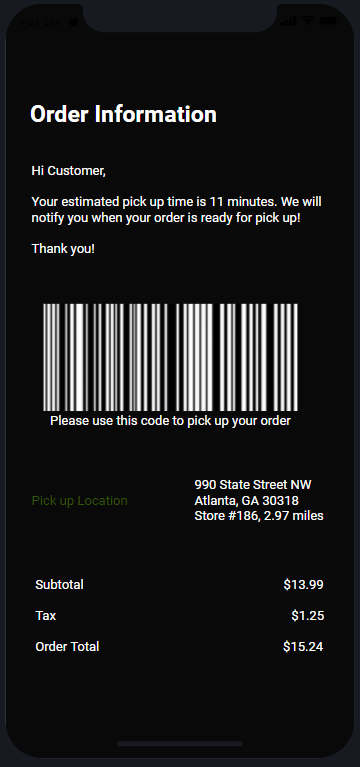 9:41 AM
Order Information
Hi Customer,
Your estimated pick up time is 11 minutes. We will
notify you when your order is ready for pick up!
Thank you!
Please use this code to pick up your order
Pick up Location
990 State Street NW
Atlanta, GA 30318
Store #186, 2.97 miles
Subtotal $13.99
Tax $1.25
Order Total $15.24